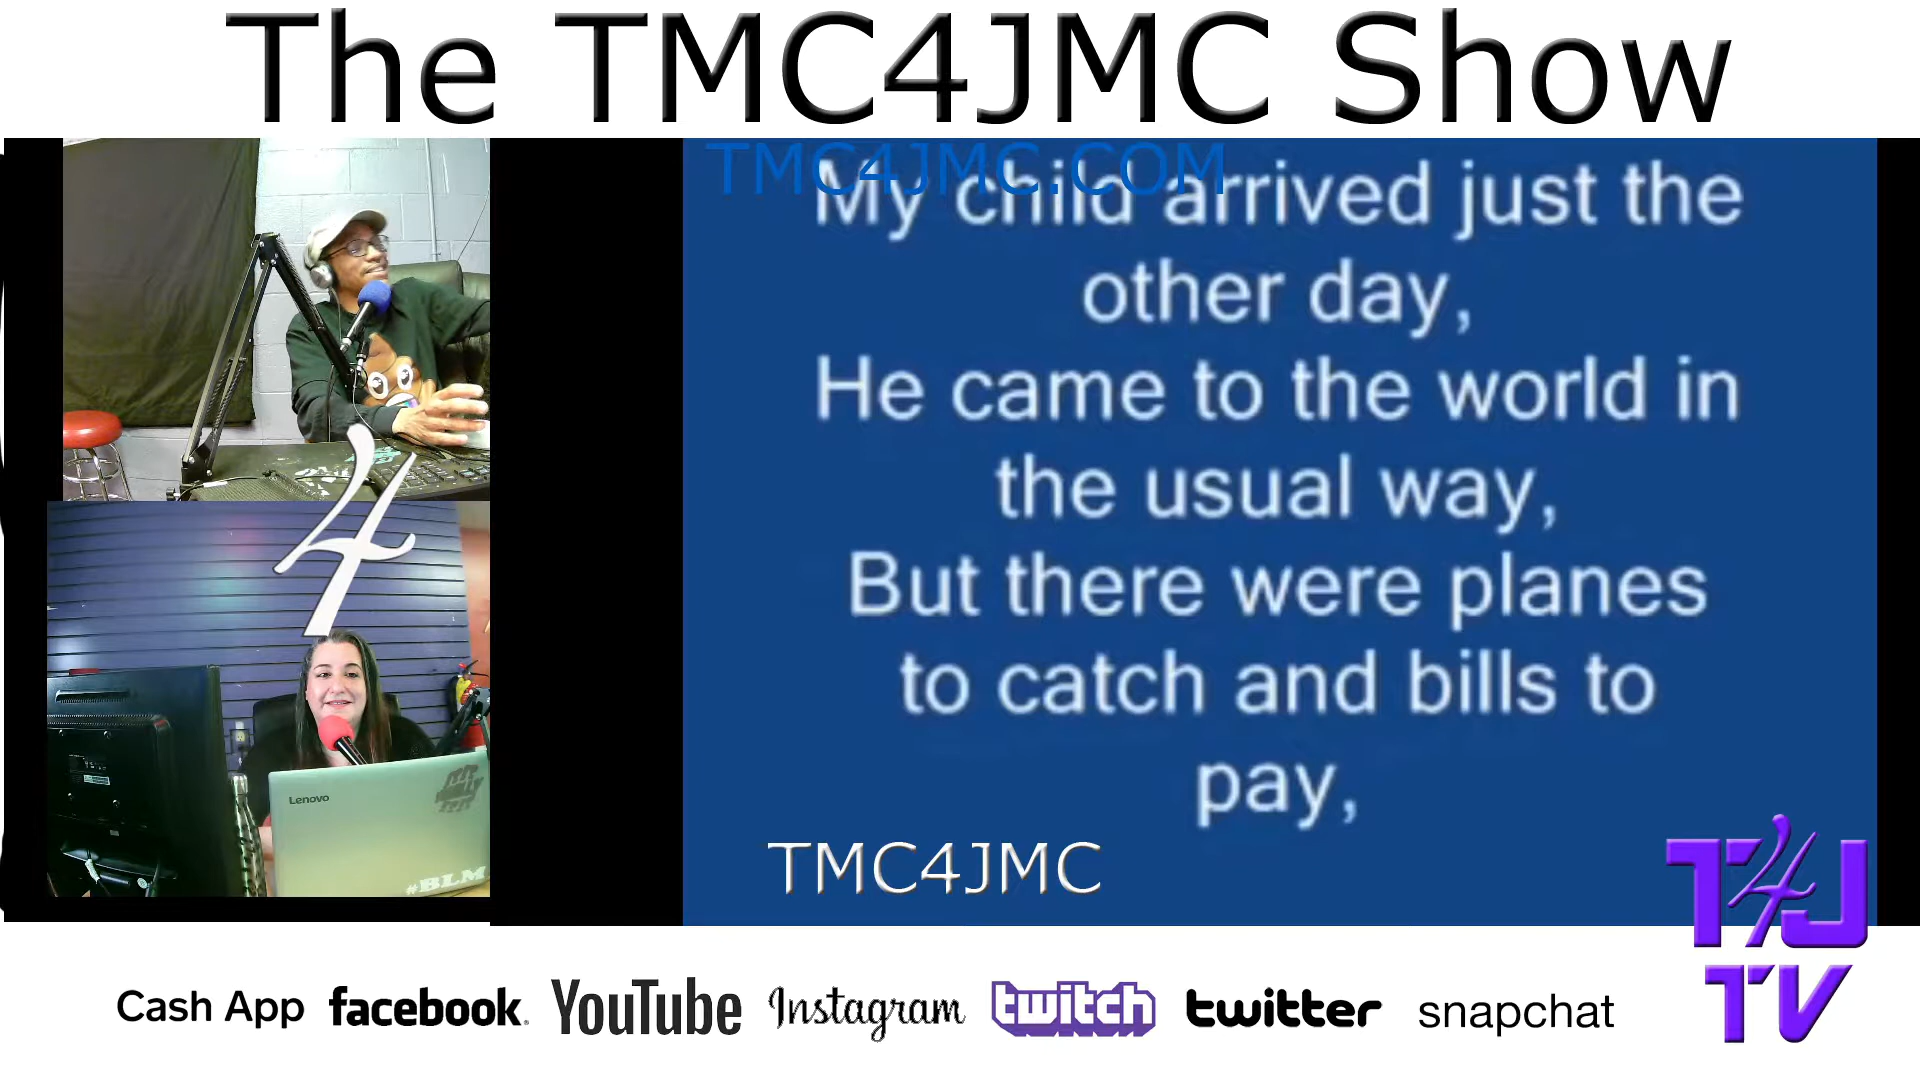 The TMC4JMC Show
TMC4JMC.COM
My child arrived just the
other day,
He came to the world in
the usual way,
But there were planes
to catch and bills to
pay,
TMC4JMC
4
Lenovo
#BLM
T4J
TV
Cash App facebook. YouTube Instagram twitch twitter snapchat